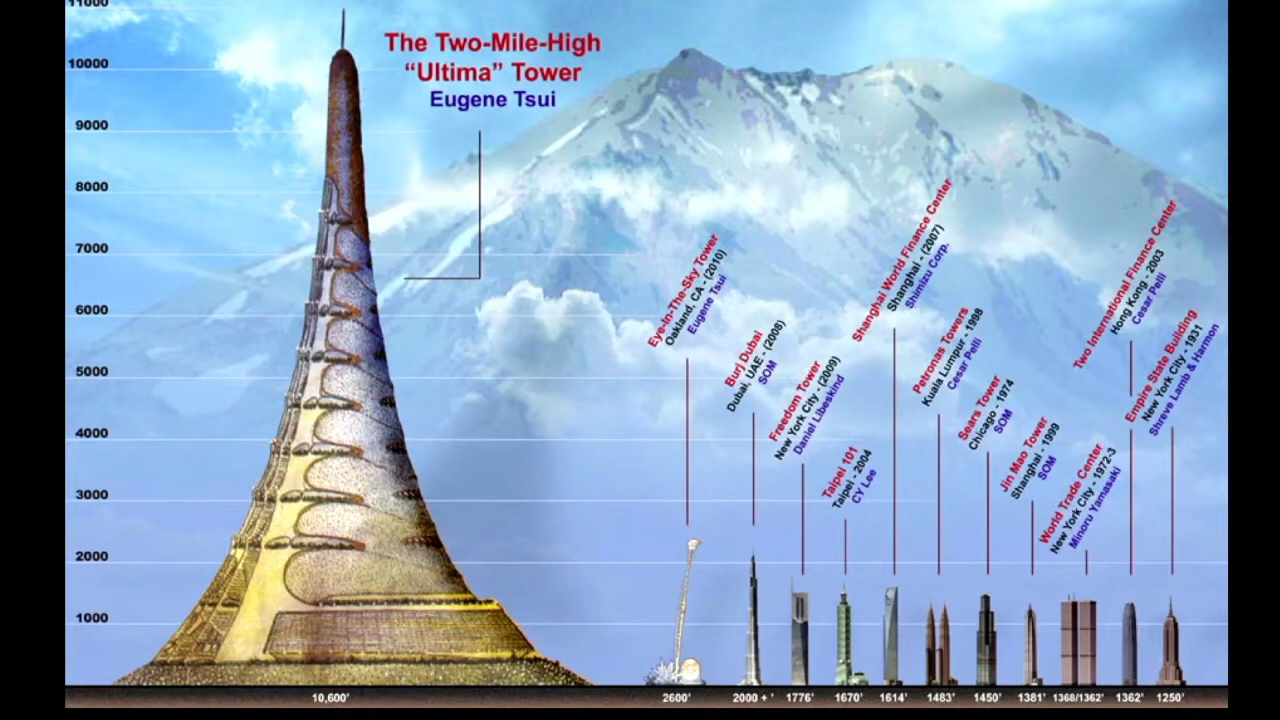 11000
10000
9000
8000
7000
6000
5000
4000
3000
2000
1000
The Two-Mile-High
“Ultima” Tower
Eugene Tsui
Eye-In-The-Sky Tower
Oakland, CA - (2010)
Eugene Tsui
Burj Dubai
Dubai, UAE - (2008)
SOM
Freedom Tower
New York City - (2009)
Daniel Libeskind
Taipei 101
Taipei - 2004
CY Lee
Shanghai World Finance Center
Shanghai - (2007)
Shimizu Corp.
Petronas Towers
Kuala Lumpur - 1998
Cesar Pelli
Sears Tower
Chicago - 1974
SOM
Jin Mao Tower
Shanghai - 1999
SOM
World Trade Center
New York City - 1972-3
Minoru Yamasaki
Two International Finance Center
Hong Kong - 2003
Cesar Pelli
Empire State Building
New York City - 1931
Shreve Lamb & Harmon
10,600’
2600’
2000 + ’
1776’
1670’
1614’
1483’
1450’
1381’
1368/1362’
1362’
1250’